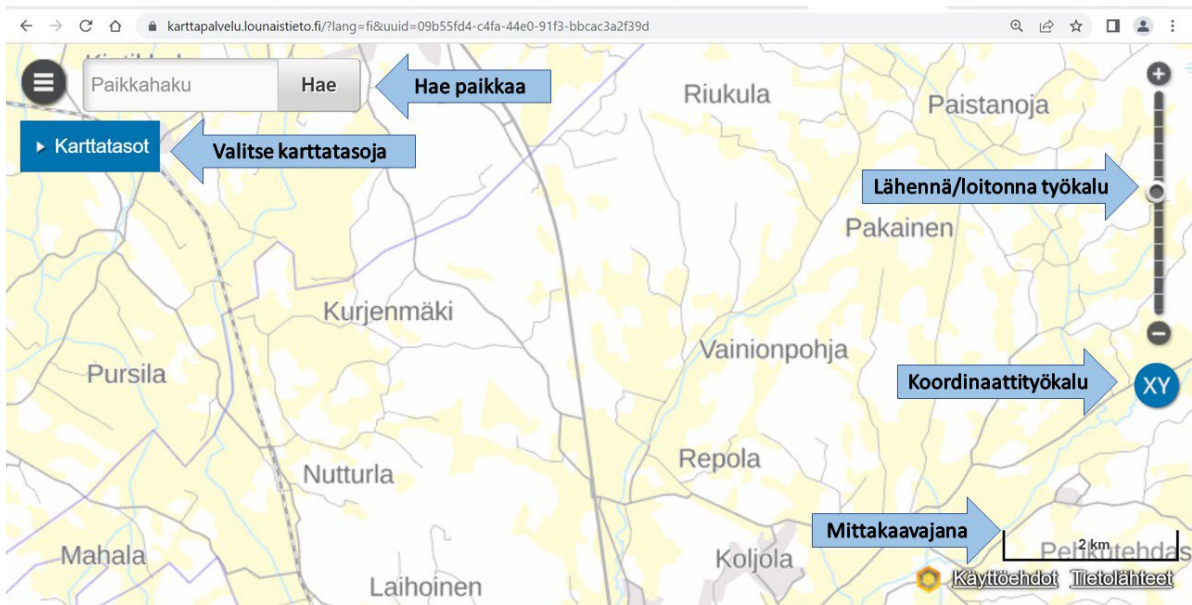 karttapalvelu.lounaistieto.fi/?lang=fi&uuid=09b55fd4-c4fa-44e0-91f3-bbcac3a2f39d
Paikkahaku
Hae
Hae paikkaa
Riukula
Paistanoja
Karttatasot
Valitse karttatasoja
Lähennä/loitonna työkalu
Pakainen
Kurjenmäki
Vainionpohja
Pursila
Koordinaattityökalu
XY
Repola
Nutturla
Mittakaavajana
2 km
Mahala
Koljola
Laihoinen
Käyttöehdot
Tietolähteet